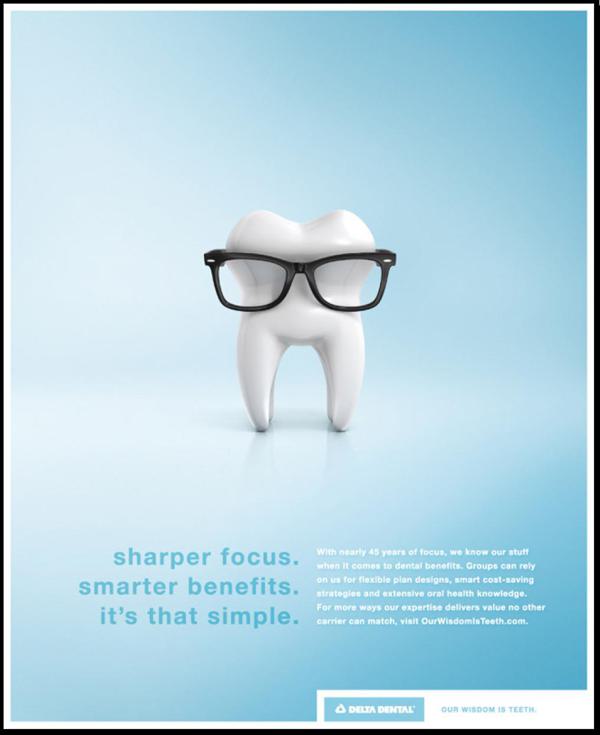 sharper focus.
smarter benefits.
it's that simple.
With nearly 45 years of focus, we know our stuff
when it comes to dental benefits. Groups can rely
on us for flexible plan designs, smart cost-saving
strategies and extensive oral health knowledge.
For more ways our expertise delivers value no other
carrier can match, visit OurWisdomIsTeeth.com.
DELTA DENTAL®
OUR WISDOM IS TEETH.